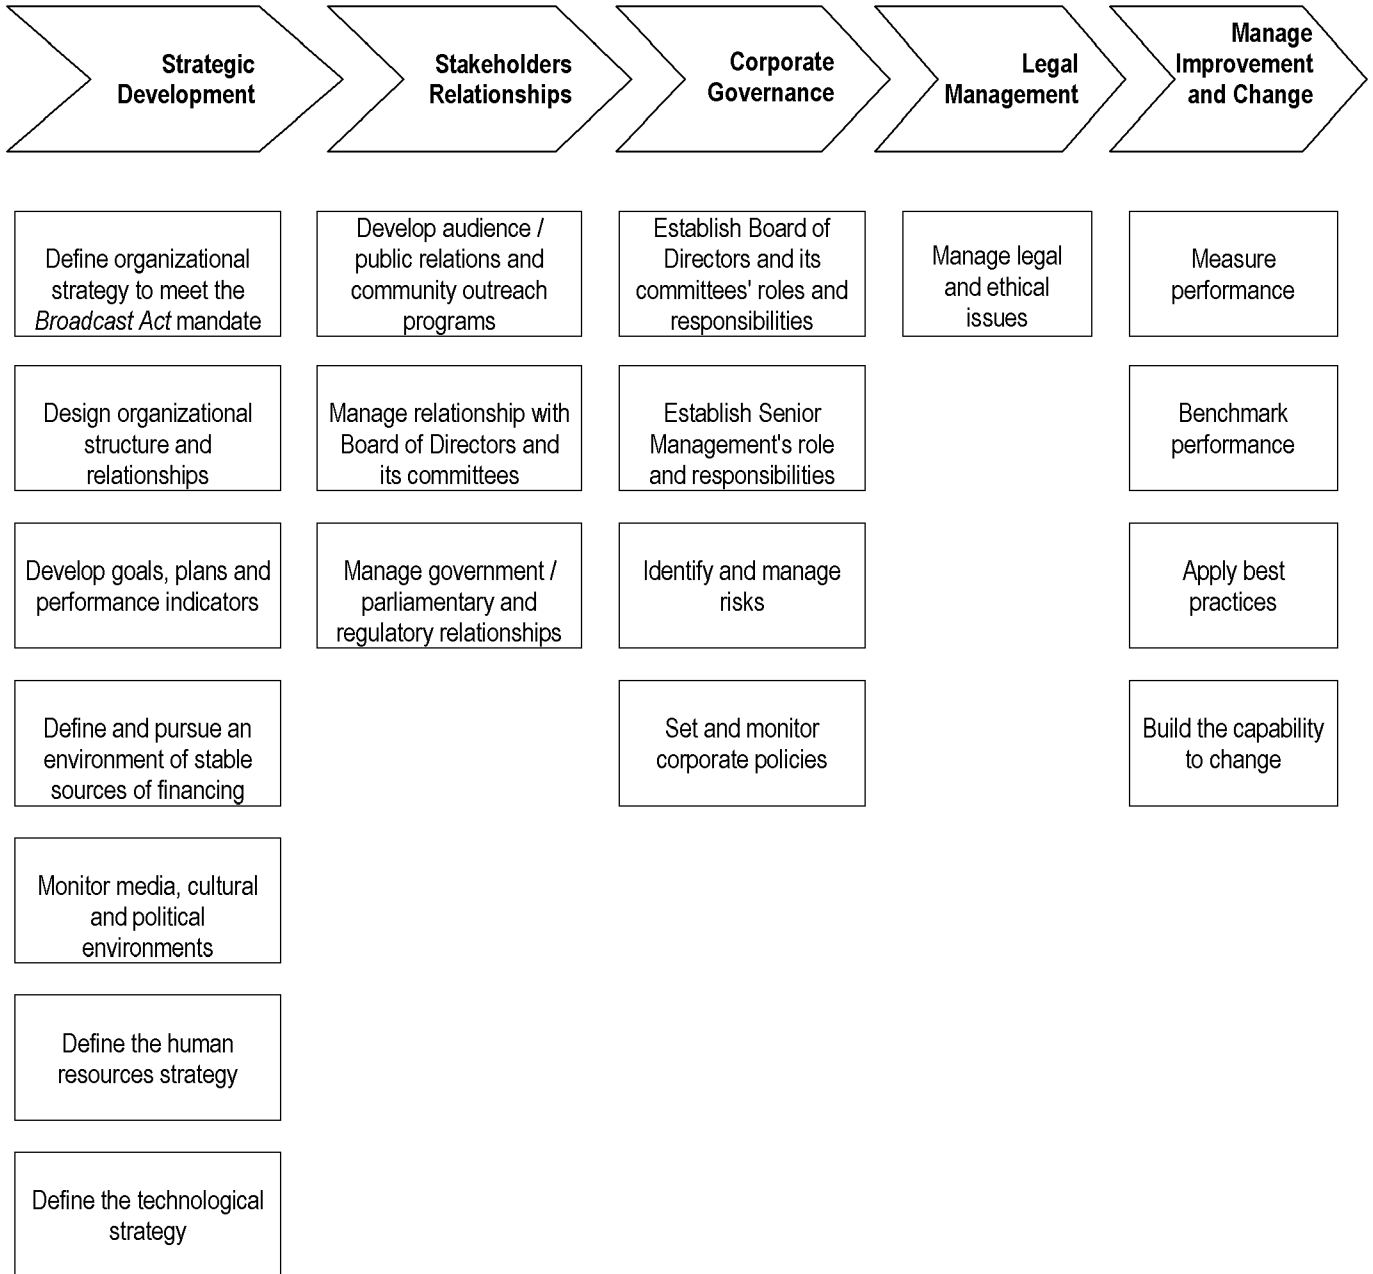 Strategic
Development
Stakeholders
Relationships
Corporate
Governance
Legal
Management
Manage
Improvement
and Change
Define organizational
strategy to meet the
Broadcast Act mandate
Design organizational
structure and
relationships
Develop goals, plans and
performance indicators
Define and pursue an
environment of stable
sources of financing
Monitor media, cultural
and political
environments
Define the human
resources strategy
Define the technological
strategy
Develop audience /
public relations and
community outreach
programs
Manage relationship with
Board of Directors and
its committees
Manage government /
parliamentary and
regulatory relationships
Establish Board of
Directors and its
committees' roles and
responsibilities
Establish Senior
Management's role
and responsibilities
Identify and manage
risks
Set and monitor
corporate policies
Manage legal
and ethical
issues
Measure
performance
Benchmark
performance
Apply best
practices
Build the capability
to change